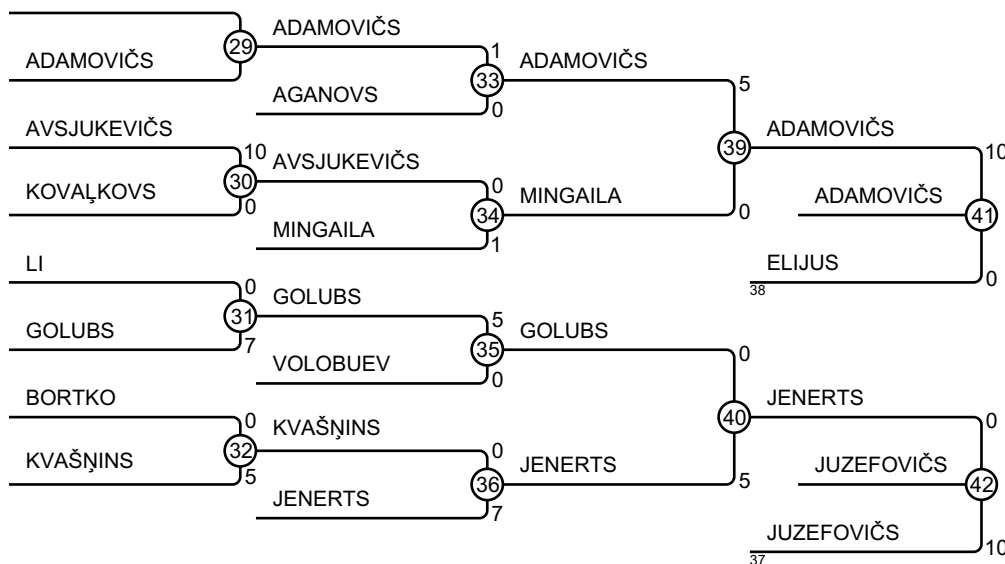 ADAMOVIČS
29
ADAMOVIČS
1
33
ADAMOVIČS
AGANOVS
0
5
AVSJUKEVIČS
10
30
AVSJUKEVIČS
0
39
ADAMOVIČS
10
KOVAĻKOVS
0
34
MINGAILA
0
ADAMOVIČS
41
MINGAILA
1
LI
0
ELIJUS
38
0
31
GOLUBS
5
GOLUBS
7
35
GOLUBS
0
VOLOBUEV
0
BORTKO
0
40
JENERTS
0
32
KVAŠŅINS
0
KVAŠŅINS
5
36
JENERTS
5
JUZEFOVIČS
42
JENERTS
7
JUZEFOVIČS
37
10